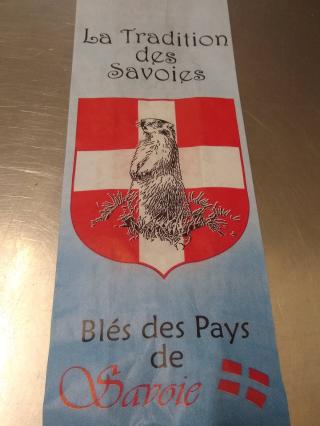 La Tradition
des
Savoies
Blés des Pays
de
Savoie